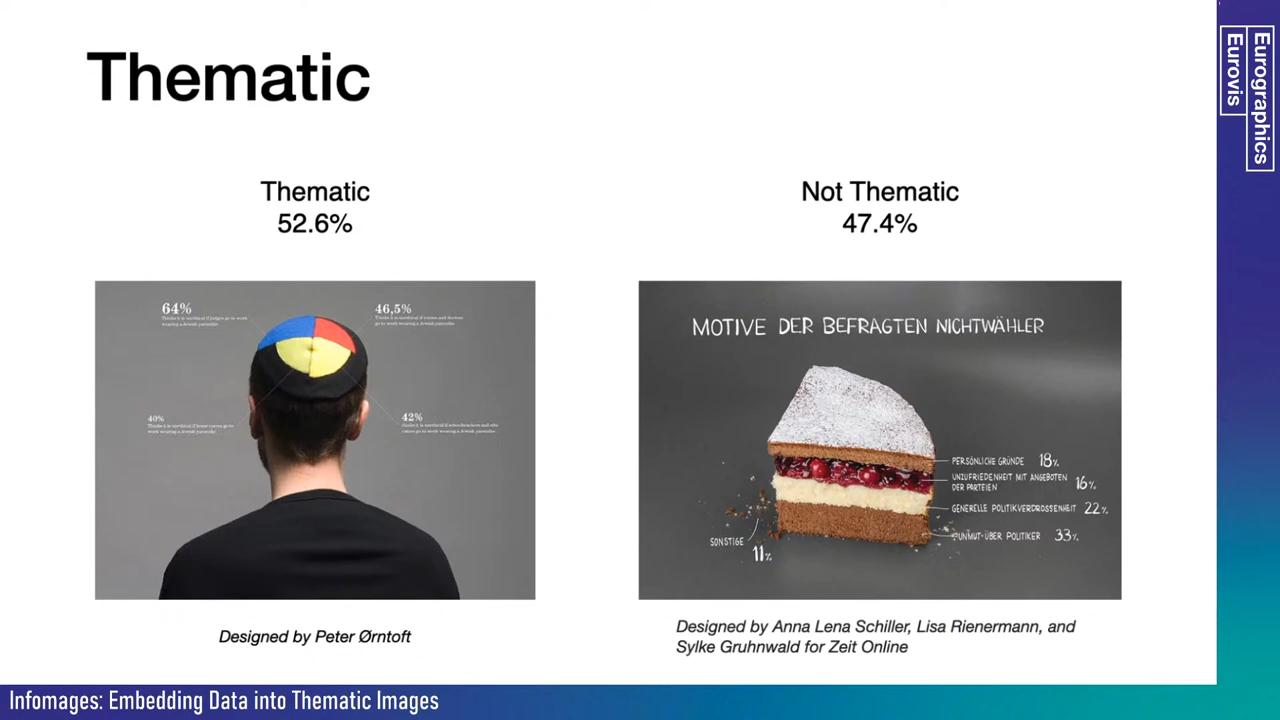 Thematic
Thematic
52.6%
Not Thematic
47.4%
64%
46,5%
40%
42%
MOTIVE DER BEFRAGTEN NICHTWÄHLER
PERSÖNLICHE GRÜNDE 18%
UNZUFRIEDENHEIT MIT ANGEBOTEN
DER PARTEIEN 16%
GENERELLE POLITIKVERDROSSENHEIT 22%
UNMUT ÜBER POLITIKER 33%
SONSTIGE
11%
Designed by Peter Ørntoft
Designed by Anna Lena Schiller, Lisa Rienermann, and
Sylke Gruhnwald for Zeit Online
Infomages: Embedding Data into Thematic Images
Eurographics
Eurovis